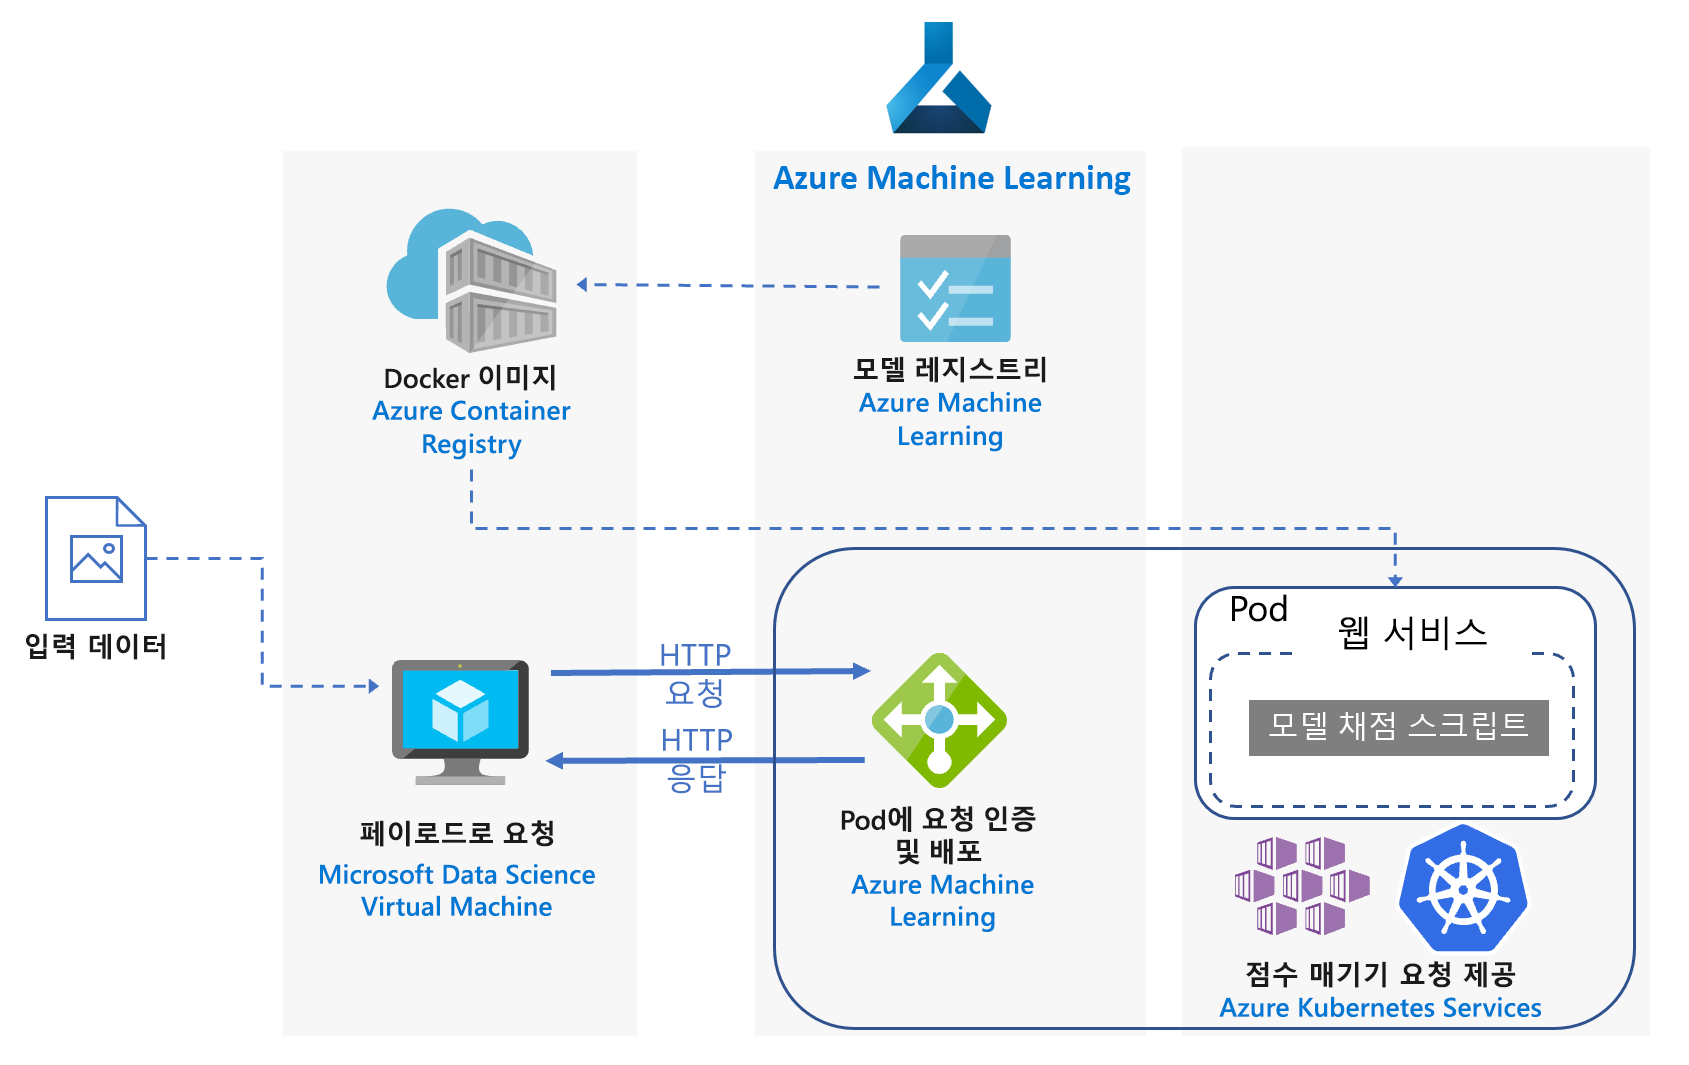 Azure Machine Learning
Docker 이미지
Azure Container
Registry
모델 레지스트리
Azure Machine
Learning
입력 데이터
HTTP
요청
HTTP
응답
페이로드로 요청
Microsoft Data Science
Virtual Machine
Pod에 요청 인증
및 배포
Azure Machine
Learning
Pod
웹 서비스
모델 채점 스크립트
점수 매기기 요청 제공
Azure Kubernetes Services